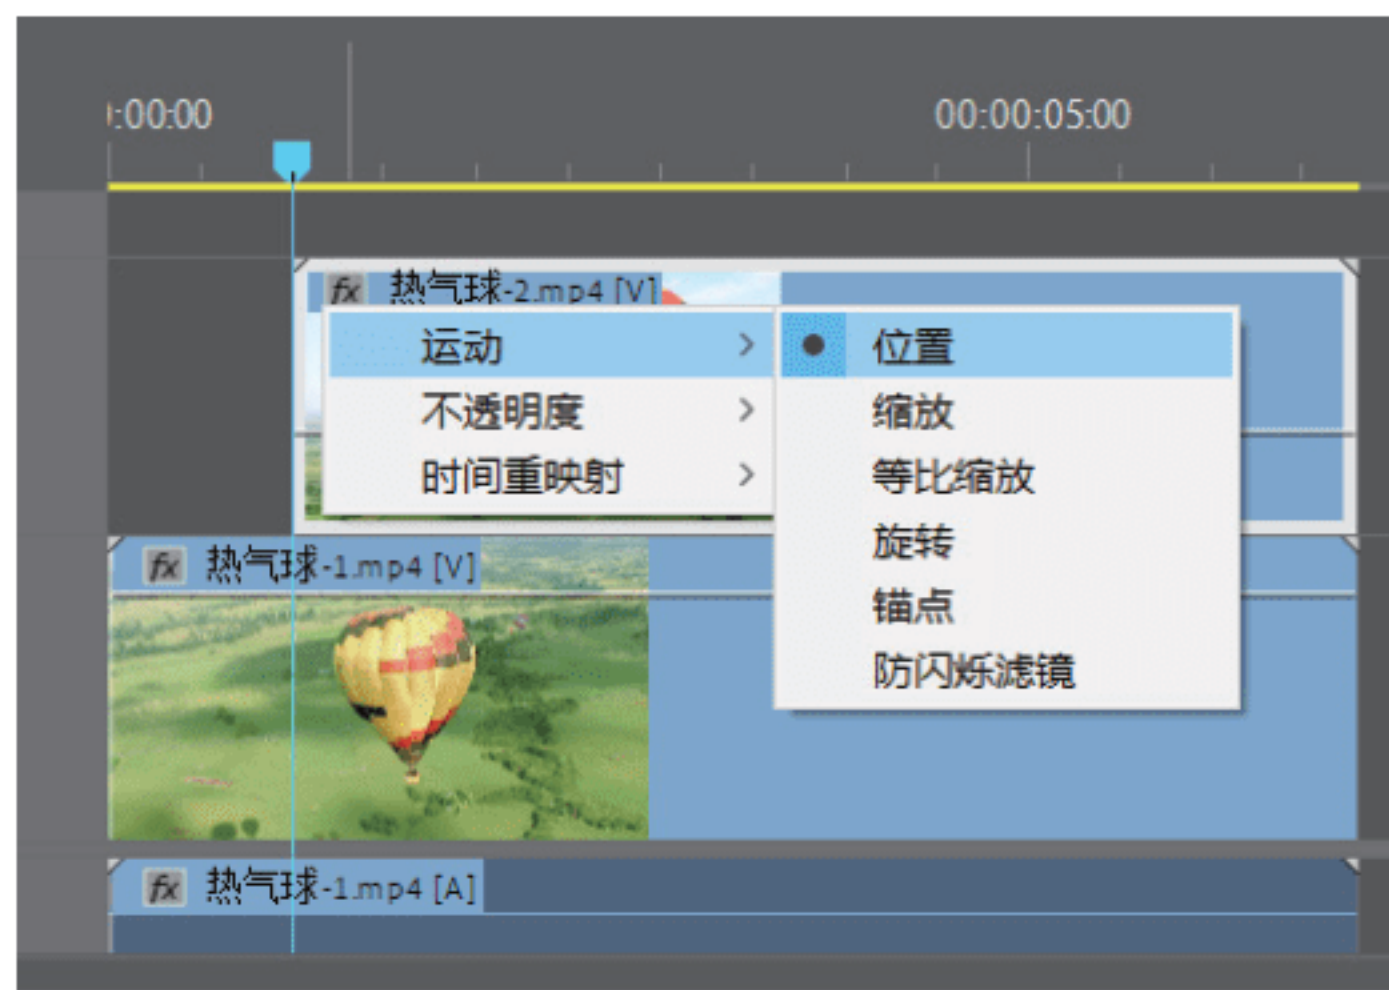 :00:00
00:00:05:00
fx 热气球-2.mp4 [V]
运动 >
不透明度 >
时间重映射 >
位置
缩放
等比缩放
旋转
锚点
防闪烁滤镜
fx 热气球-1.mp4 [V]
fx 热气球-1.mp4 [A]